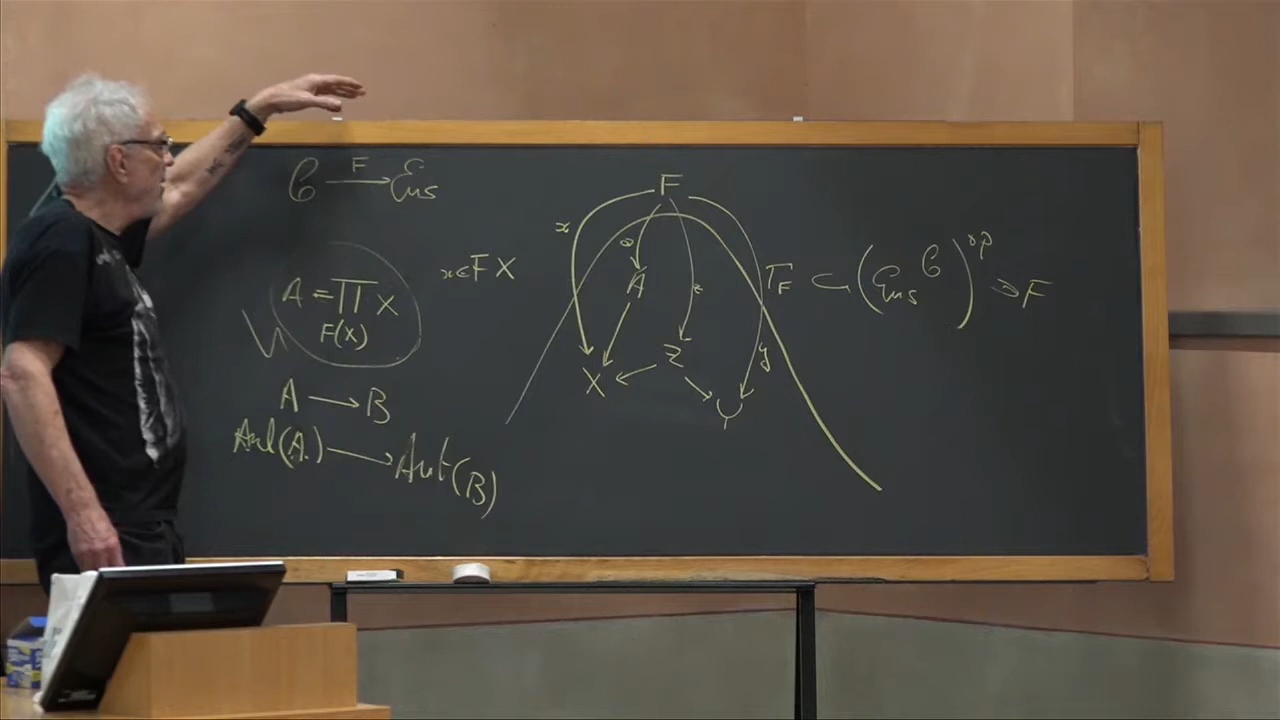 C F→ Ens
x∈FX
A = ∏ X
F(X)
A → B
Aut(A) → Aut(B)
F
x
a
A
z
X
Z
y
Y
T_F ⊂ (Ens^C)^op ∋ F